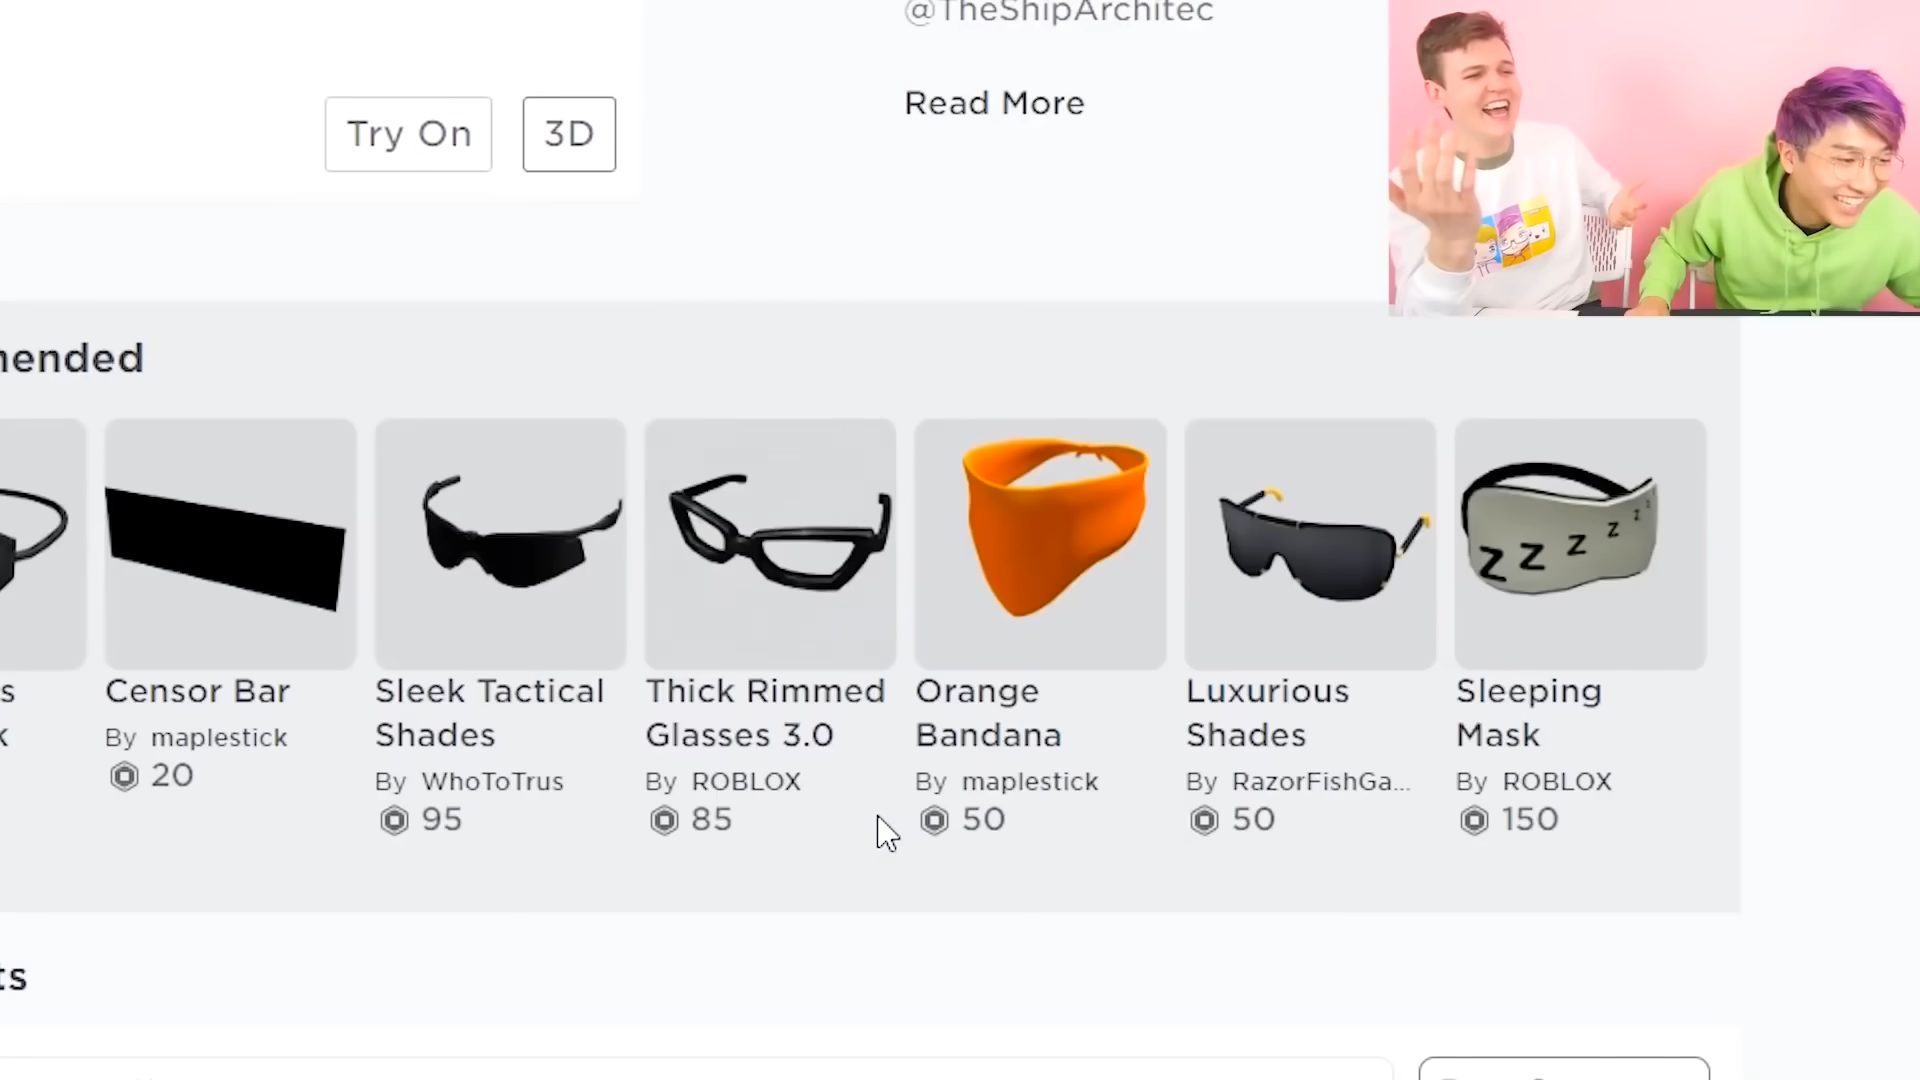 @TheShipArchitec
Try On
3D
Read More
mended
s
k
Censor Bar
By maplestick
20
Sleek Tactical
Shades
By WhoToTrus
95
Thick Rimmed
Glasses 3.0
By ROBLOX
85
Orange
Bandana
By maplestick
50
Luxurious
Shades
By RazorFishGa...
50
Sleeping
Mask
By ROBLOX
150
z z z z z z
ts